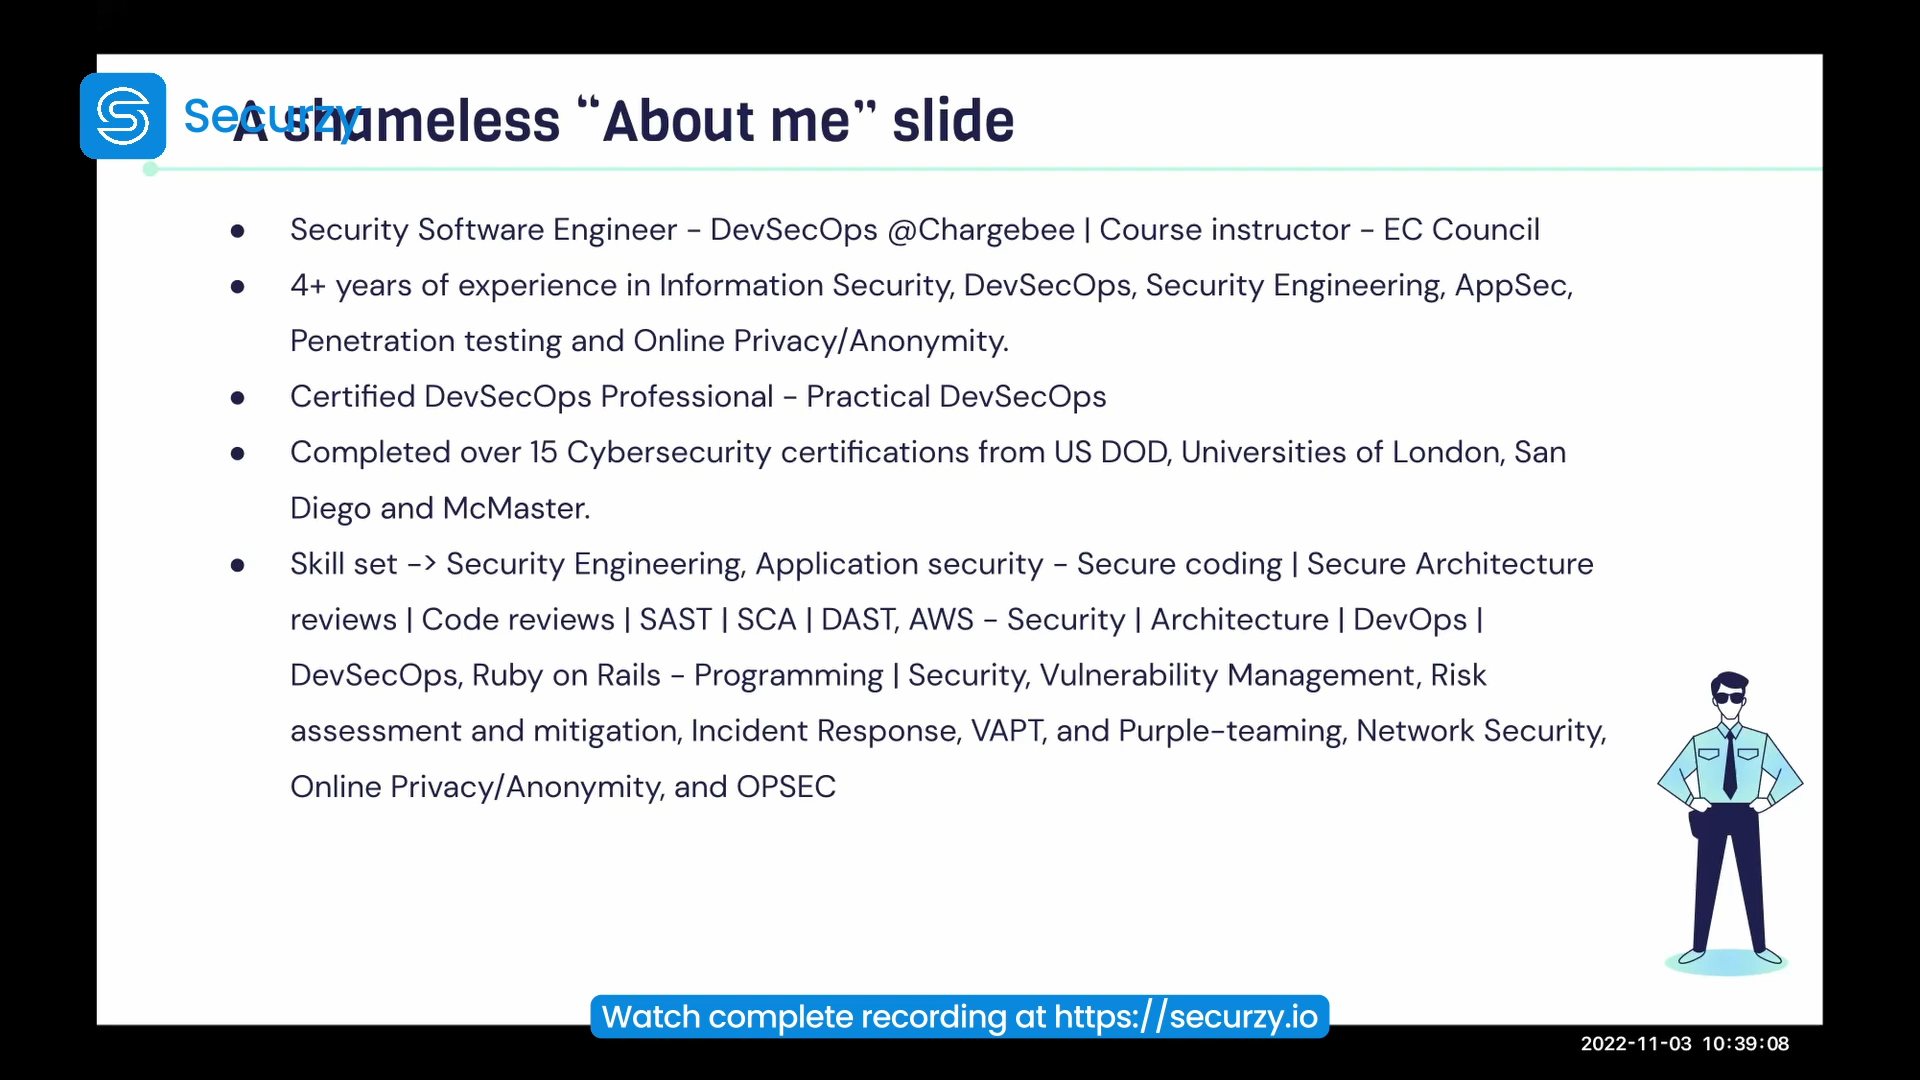 Securzy
A shameless “About me” slide
● Security Software Engineer - DevSecOps @Chargebee | Course instructor - EC Council
● 4+ years of experience in Information Security, DevSecOps, Security Engineering, AppSec,
Penetration testing and Online Privacy/Anonymity.
● Certified DevSecOps Professional - Practical DevSecOps
● Completed over 15 Cybersecurity certifications from US DOD, Universities of London, San
Diego and McMaster.
● Skill set -> Security Engineering, Application security - Secure coding | Secure Architecture
reviews | Code reviews | SAST | SCA | DAST, AWS - Security | Architecture | DevOps |
DevSecOps, Ruby on Rails - Programming | Security, Vulnerability Management, Risk
assessment and mitigation, Incident Response, VAPT, and Purple-teaming, Network Security,
Online Privacy/Anonymity, and OPSEC
Watch complete recording at https://securzy.io
2022-11-03 10:39:08